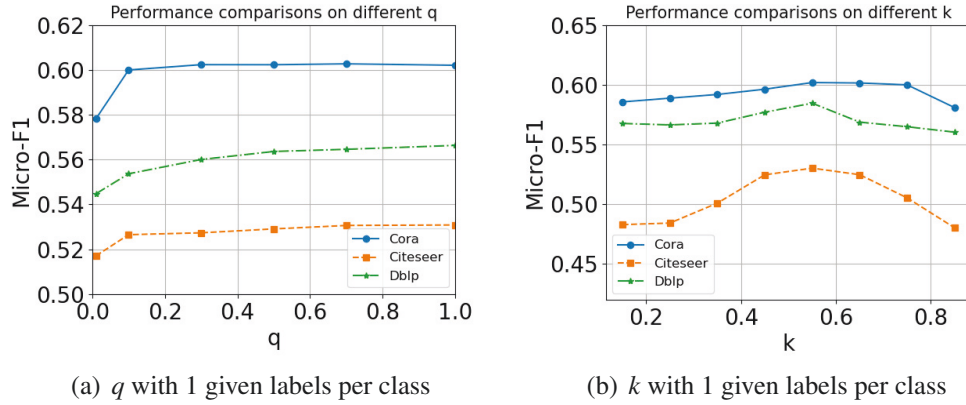 Performance comparisons on different q
0.62
0.60
0.58
0.56
0.54
0.52
0.50
Micro-F1
Cora
Citeseer
Dblp
0.0 0.2 0.4 0.6 0.8 1.0
q
(a) q with 1 given labels per class
Performance comparisons on different k
0.60
0.55
0.50
0.45
Micro-F1
Cora
Citeseer
Dblp
0.2 0.4 0.6 0.8
k
(b) k with 1 given labels per class